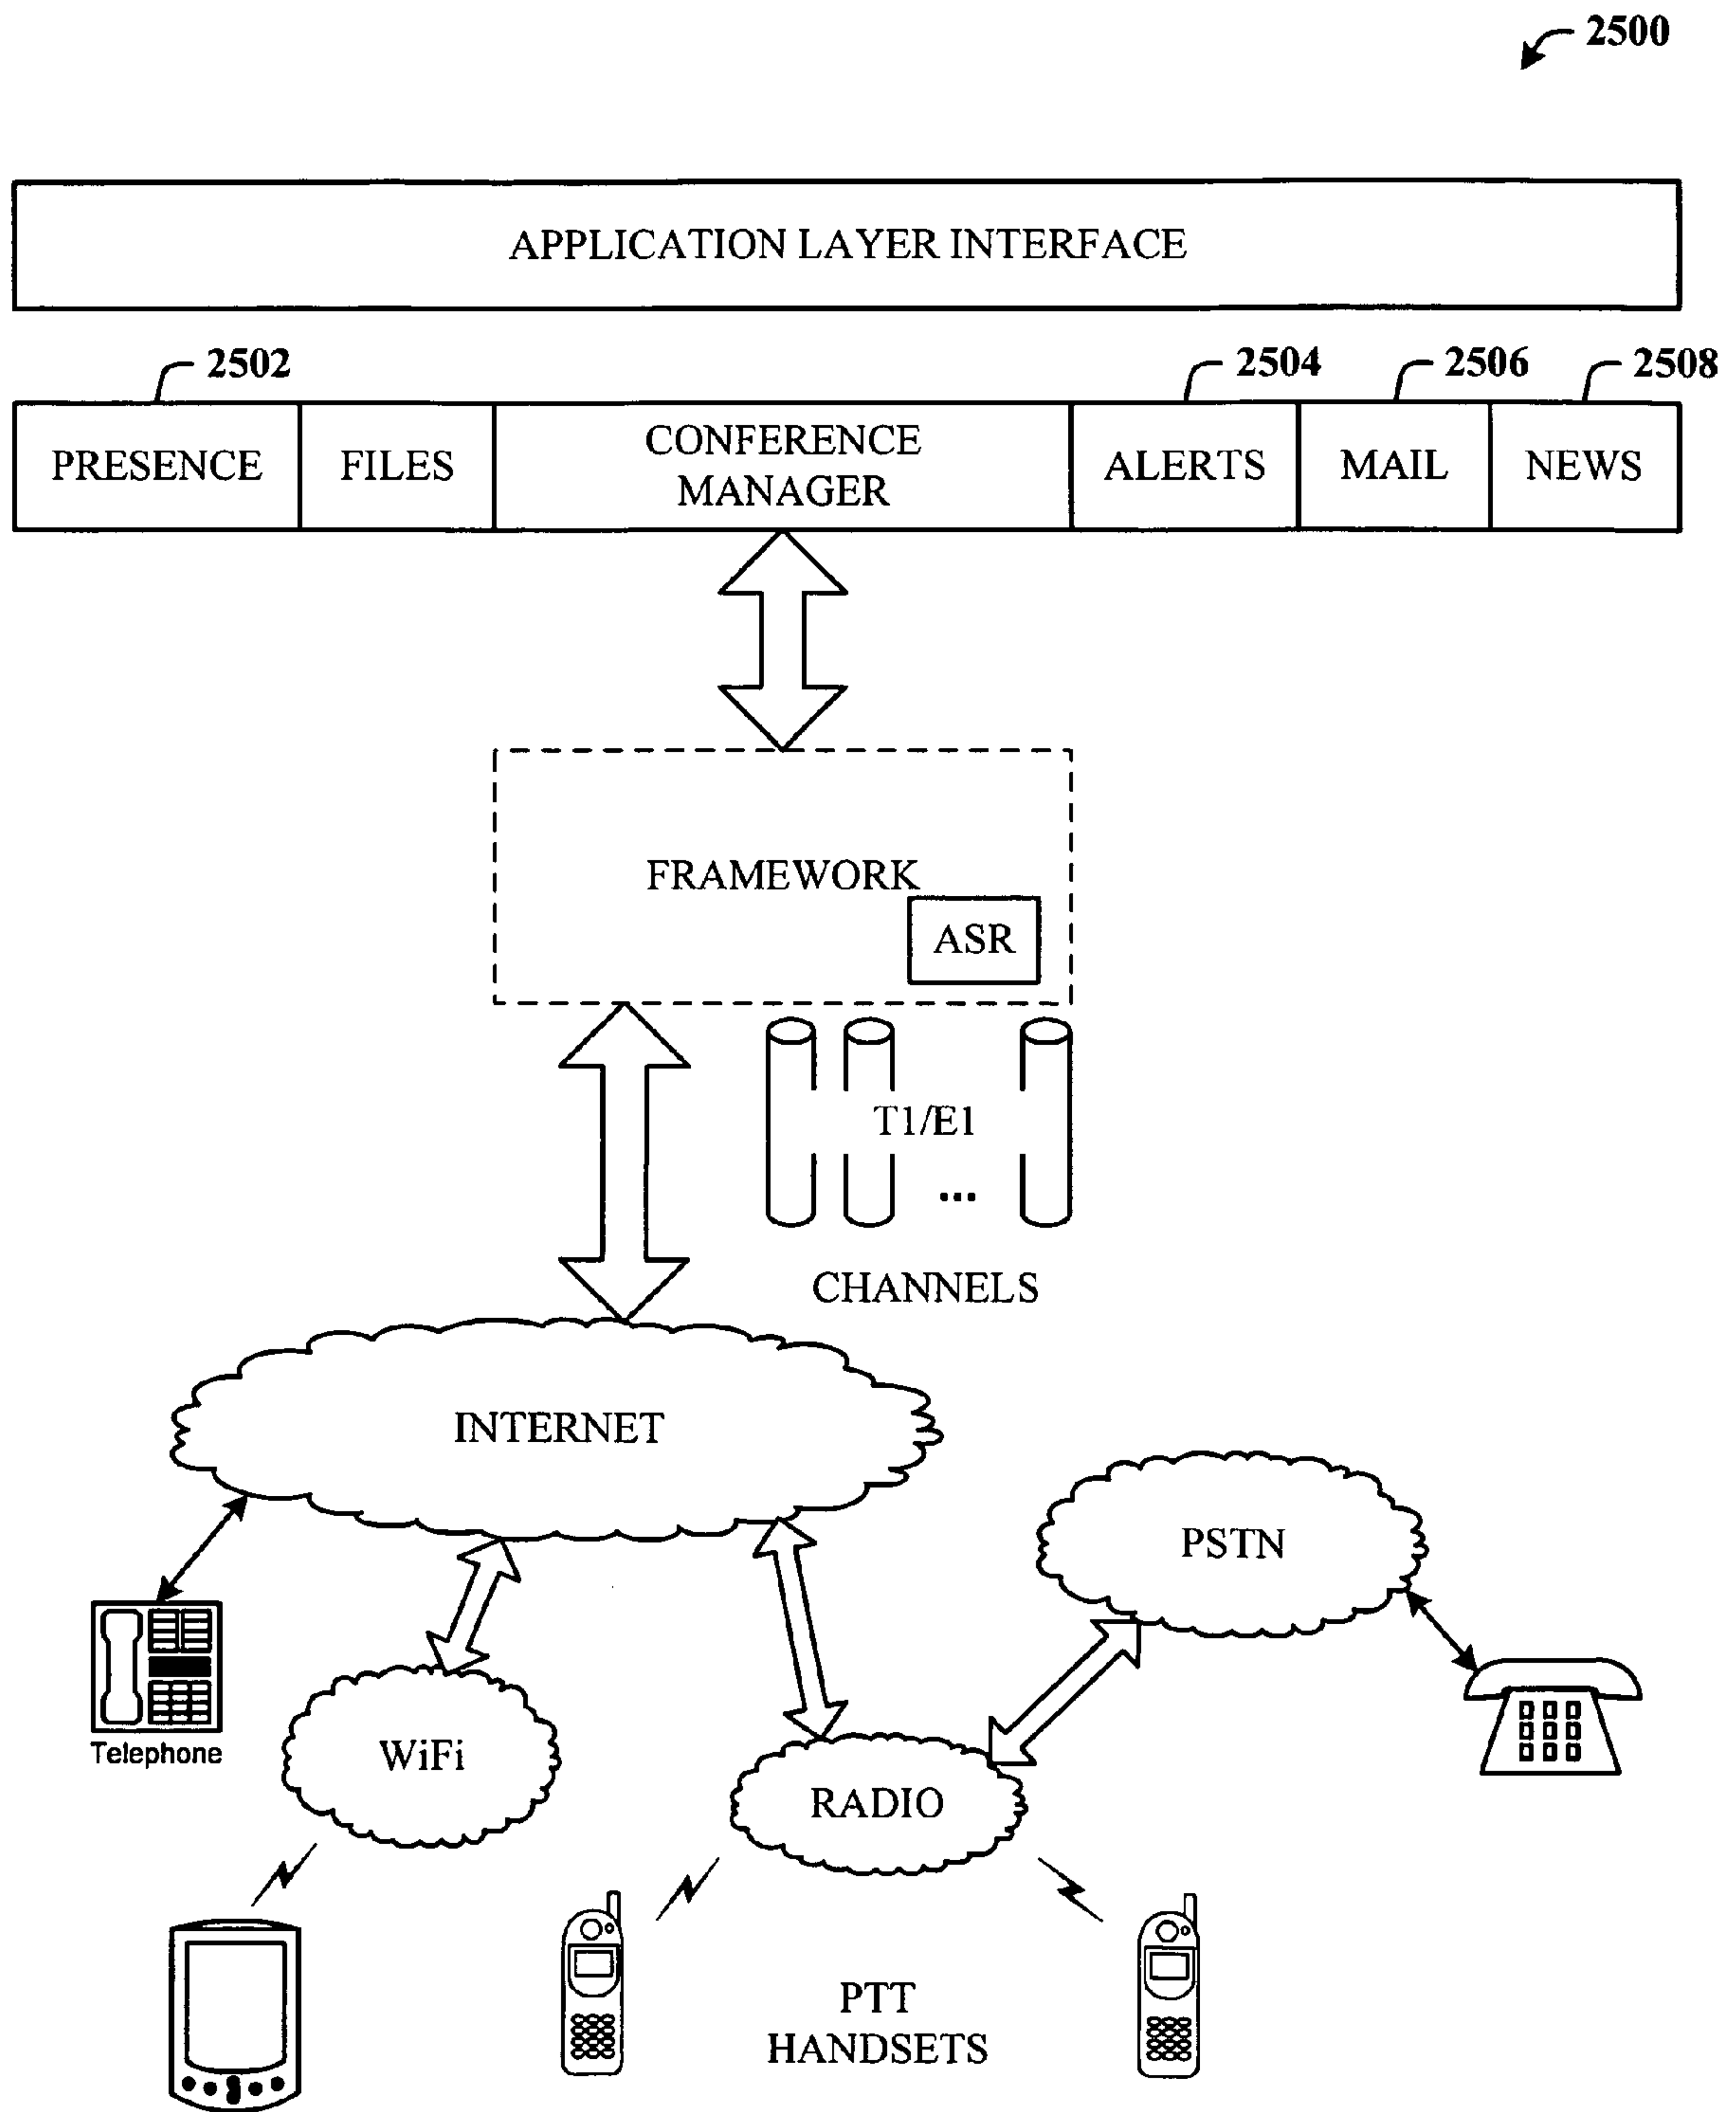 2500
APPLICATION LAYER INTERFACE
2502
2504
2506
2508
PRESENCE
FILES
CONFERENCE
MANAGER
ALERTS
MAIL
NEWS
FRAMEWORK
ASR
T1/E1
...
CHANNELS
INTERNET
PSTN
Telephone
WiFi
RADIO
PTT
HANDSETS